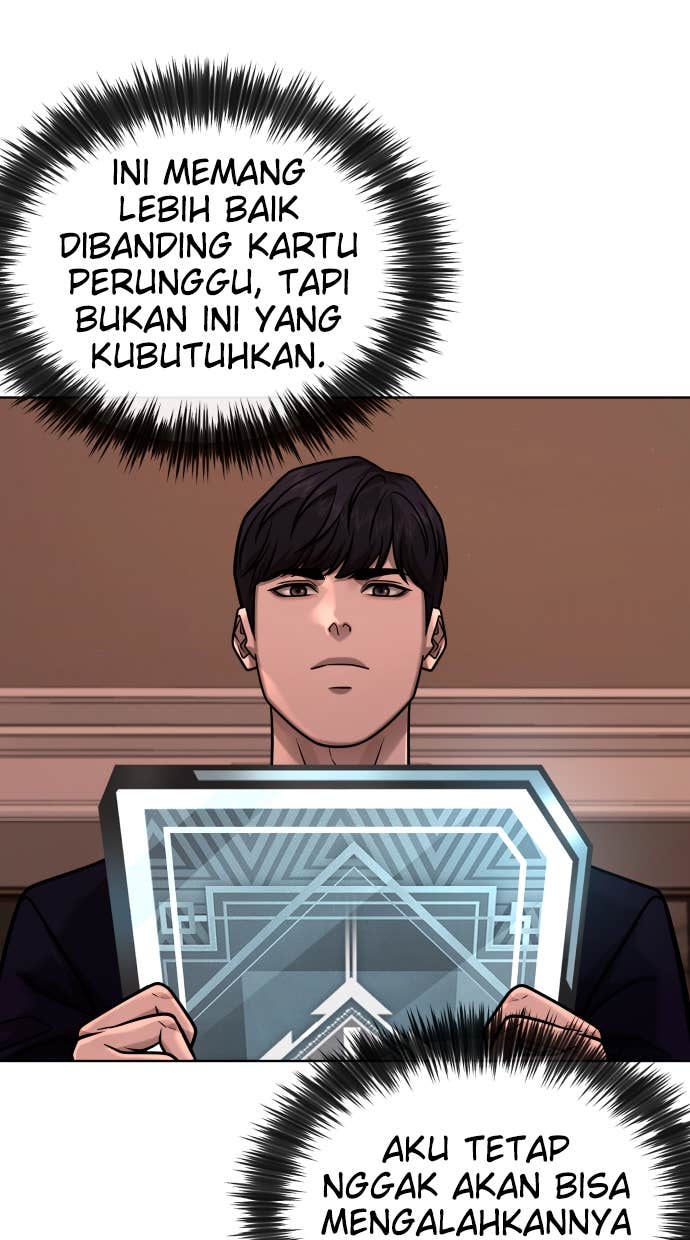 INI MEMANG
LEBIH BAIK
DIBANDING KARTU
PERUNGGU, TAPI
BUKAN INI YANG
KUBUTUHKAN.
AKU TETAP
NGGAK AKAN BISA
MENGALAHKANNYA